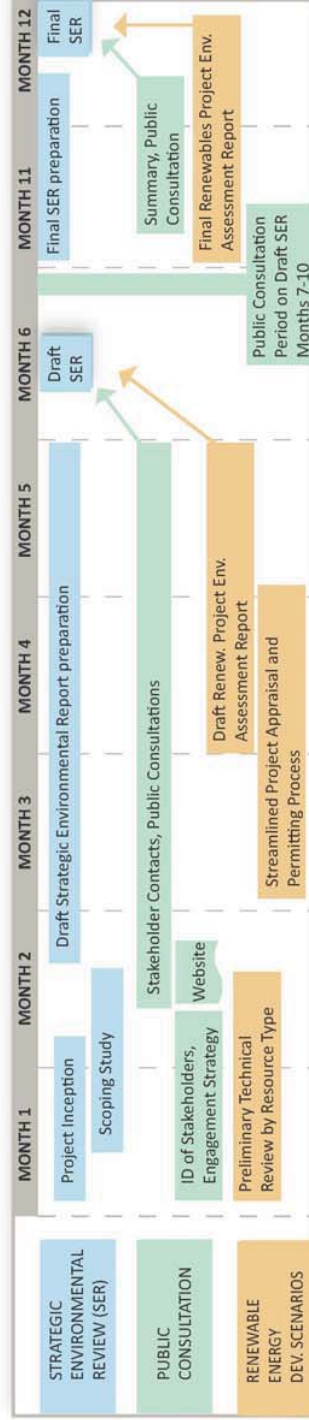 MONTH 1
MONTH 2
MONTH 3
MONTH 4
MONTH 5
MONTH 6
MONTH 11
MONTH 12
STRATEGIC
ENVIRONMENTAL
REVIEW (SER)
Project Inception
Scoping Study
Draft Strategic Environmental Report preparation
Draft
SER
Final SER preparation
Final
SER
PUBLIC
CONSULTATION
ID of Stakeholders,
Engagement Strategy
Website
Stakeholder Contacts, Public Consultations
Summary, Public
Consultation
Public Consultation
Period on Draft SER
Months 7-10
RENEWABLE
ENERGY
DEV. SCENARIOS
Preliminary Technical
Review by Resource Type
Streamlined Project Appraisal and
Permitting Process
Draft Renew. Project Env.
Assessment Report
Final Renewables Project Env.
Assessment Report